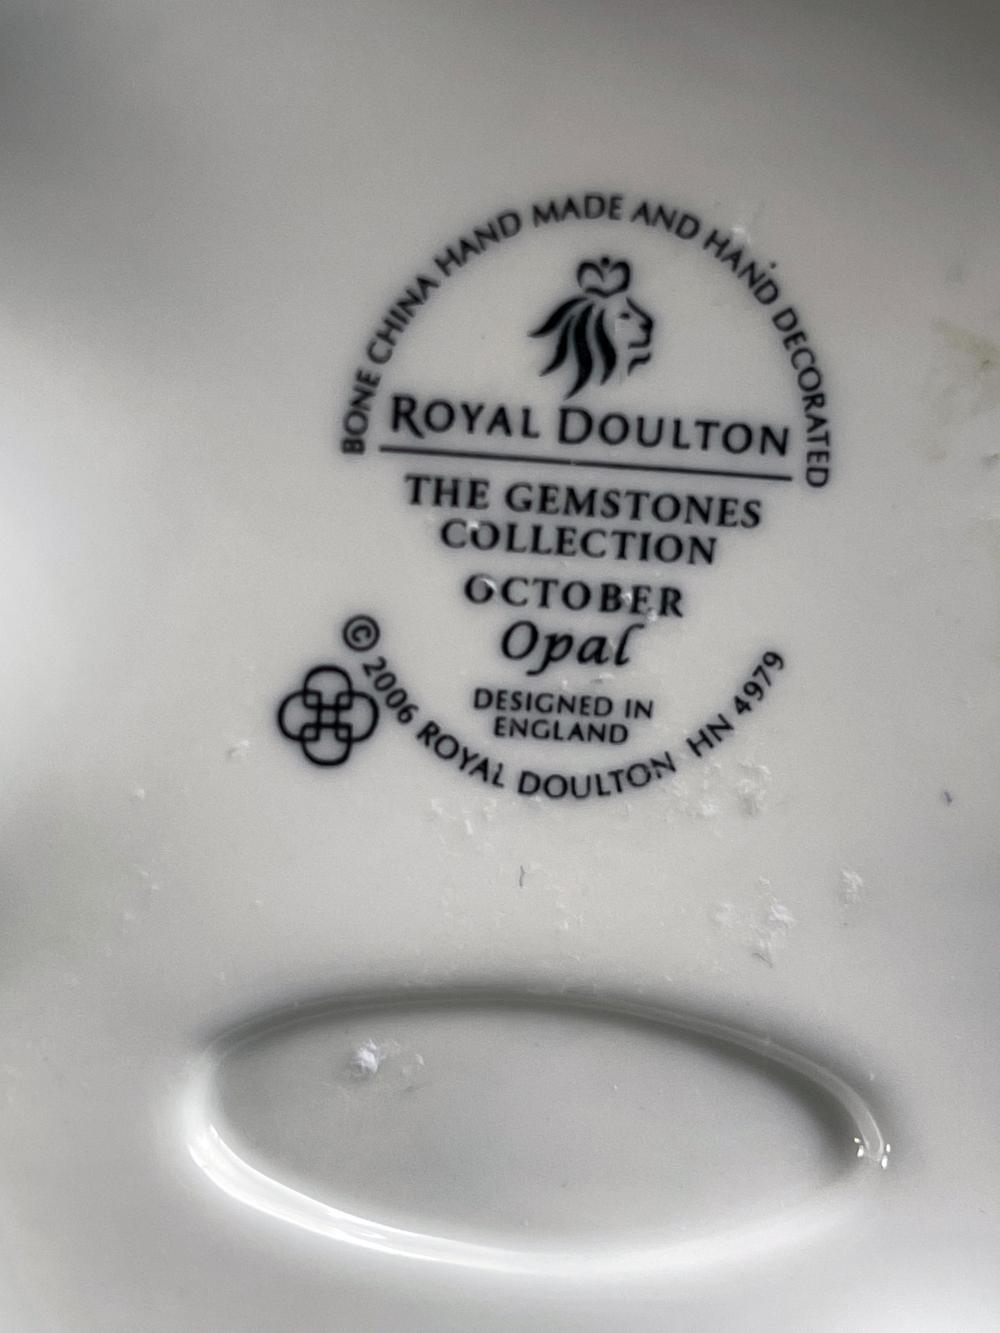 BONE CHINA HAND MADE AND HAND DECORATED
ROYAL DOULTON
THE GEMSTONES
COLLECTION
OCTOBER
Opal
DESIGNED IN
ENGLAND
© 2006 ROYAL DOULTON HN 4979